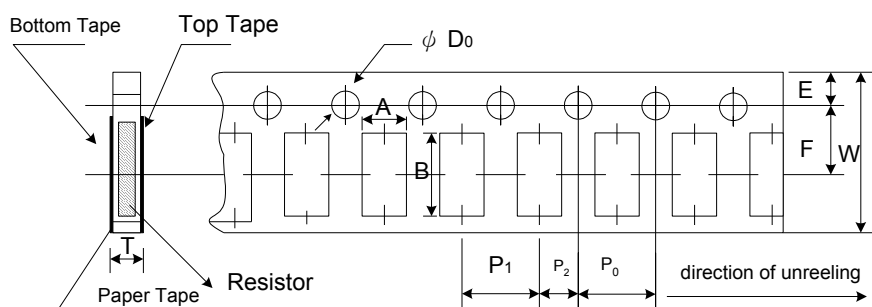 Bottom Tape
Top Tape
ψ D0
A
B
E
F
W
T
P1
P2
P0
Resistor
Paper Tape
direction of unreeling